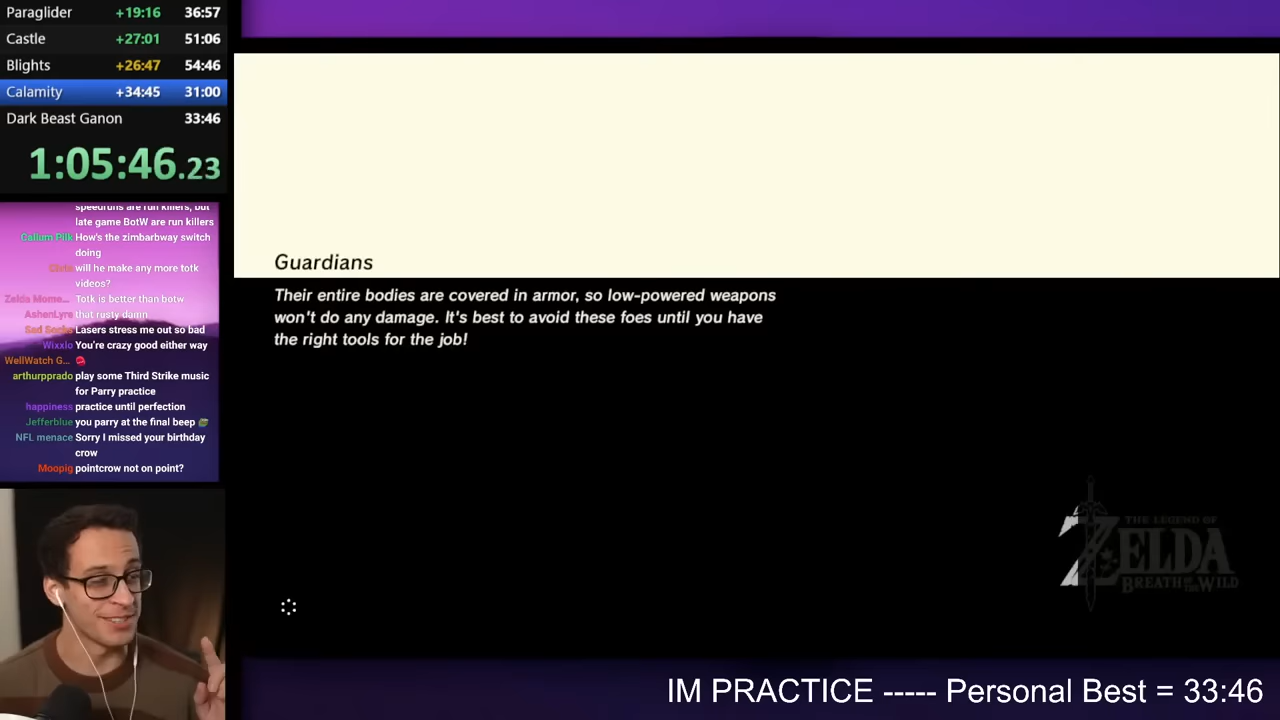 Paraglider +19:16 36:57
Castle +27:01 51:06
Blights +26:47 54:46
Calamity +34:45 31:00
Dark Beast Ganon 33:46
1:05:46.23
speedruns are run killers, but
late game BotW are run killers
How's the zimbarbway switch
doing
will he make any more totk
videos?
Zelda Mome... Totk is better than botw
AshenLyre that rusty damn
Lasers stress me out so bad
Wixxio You're crazy good either way
WellWatch G...
arthurpprado play some Third Strike music
for Parry practice
happiness practice until perfection
Jefferblue you parry at the final beep
NFL menace Sorry I missed your birthday
crow
Moopig pointcrow not on point?
Guardians
Their entire bodies are covered in armor, so low-powered weapons
won't do any damage. It's best to avoid these foes until you have
the right tools for the job!
THE LEGEND OF
ZELDA
BREATH OF THE WILD
IM PRACTICE ----- Personal Best = 33:46